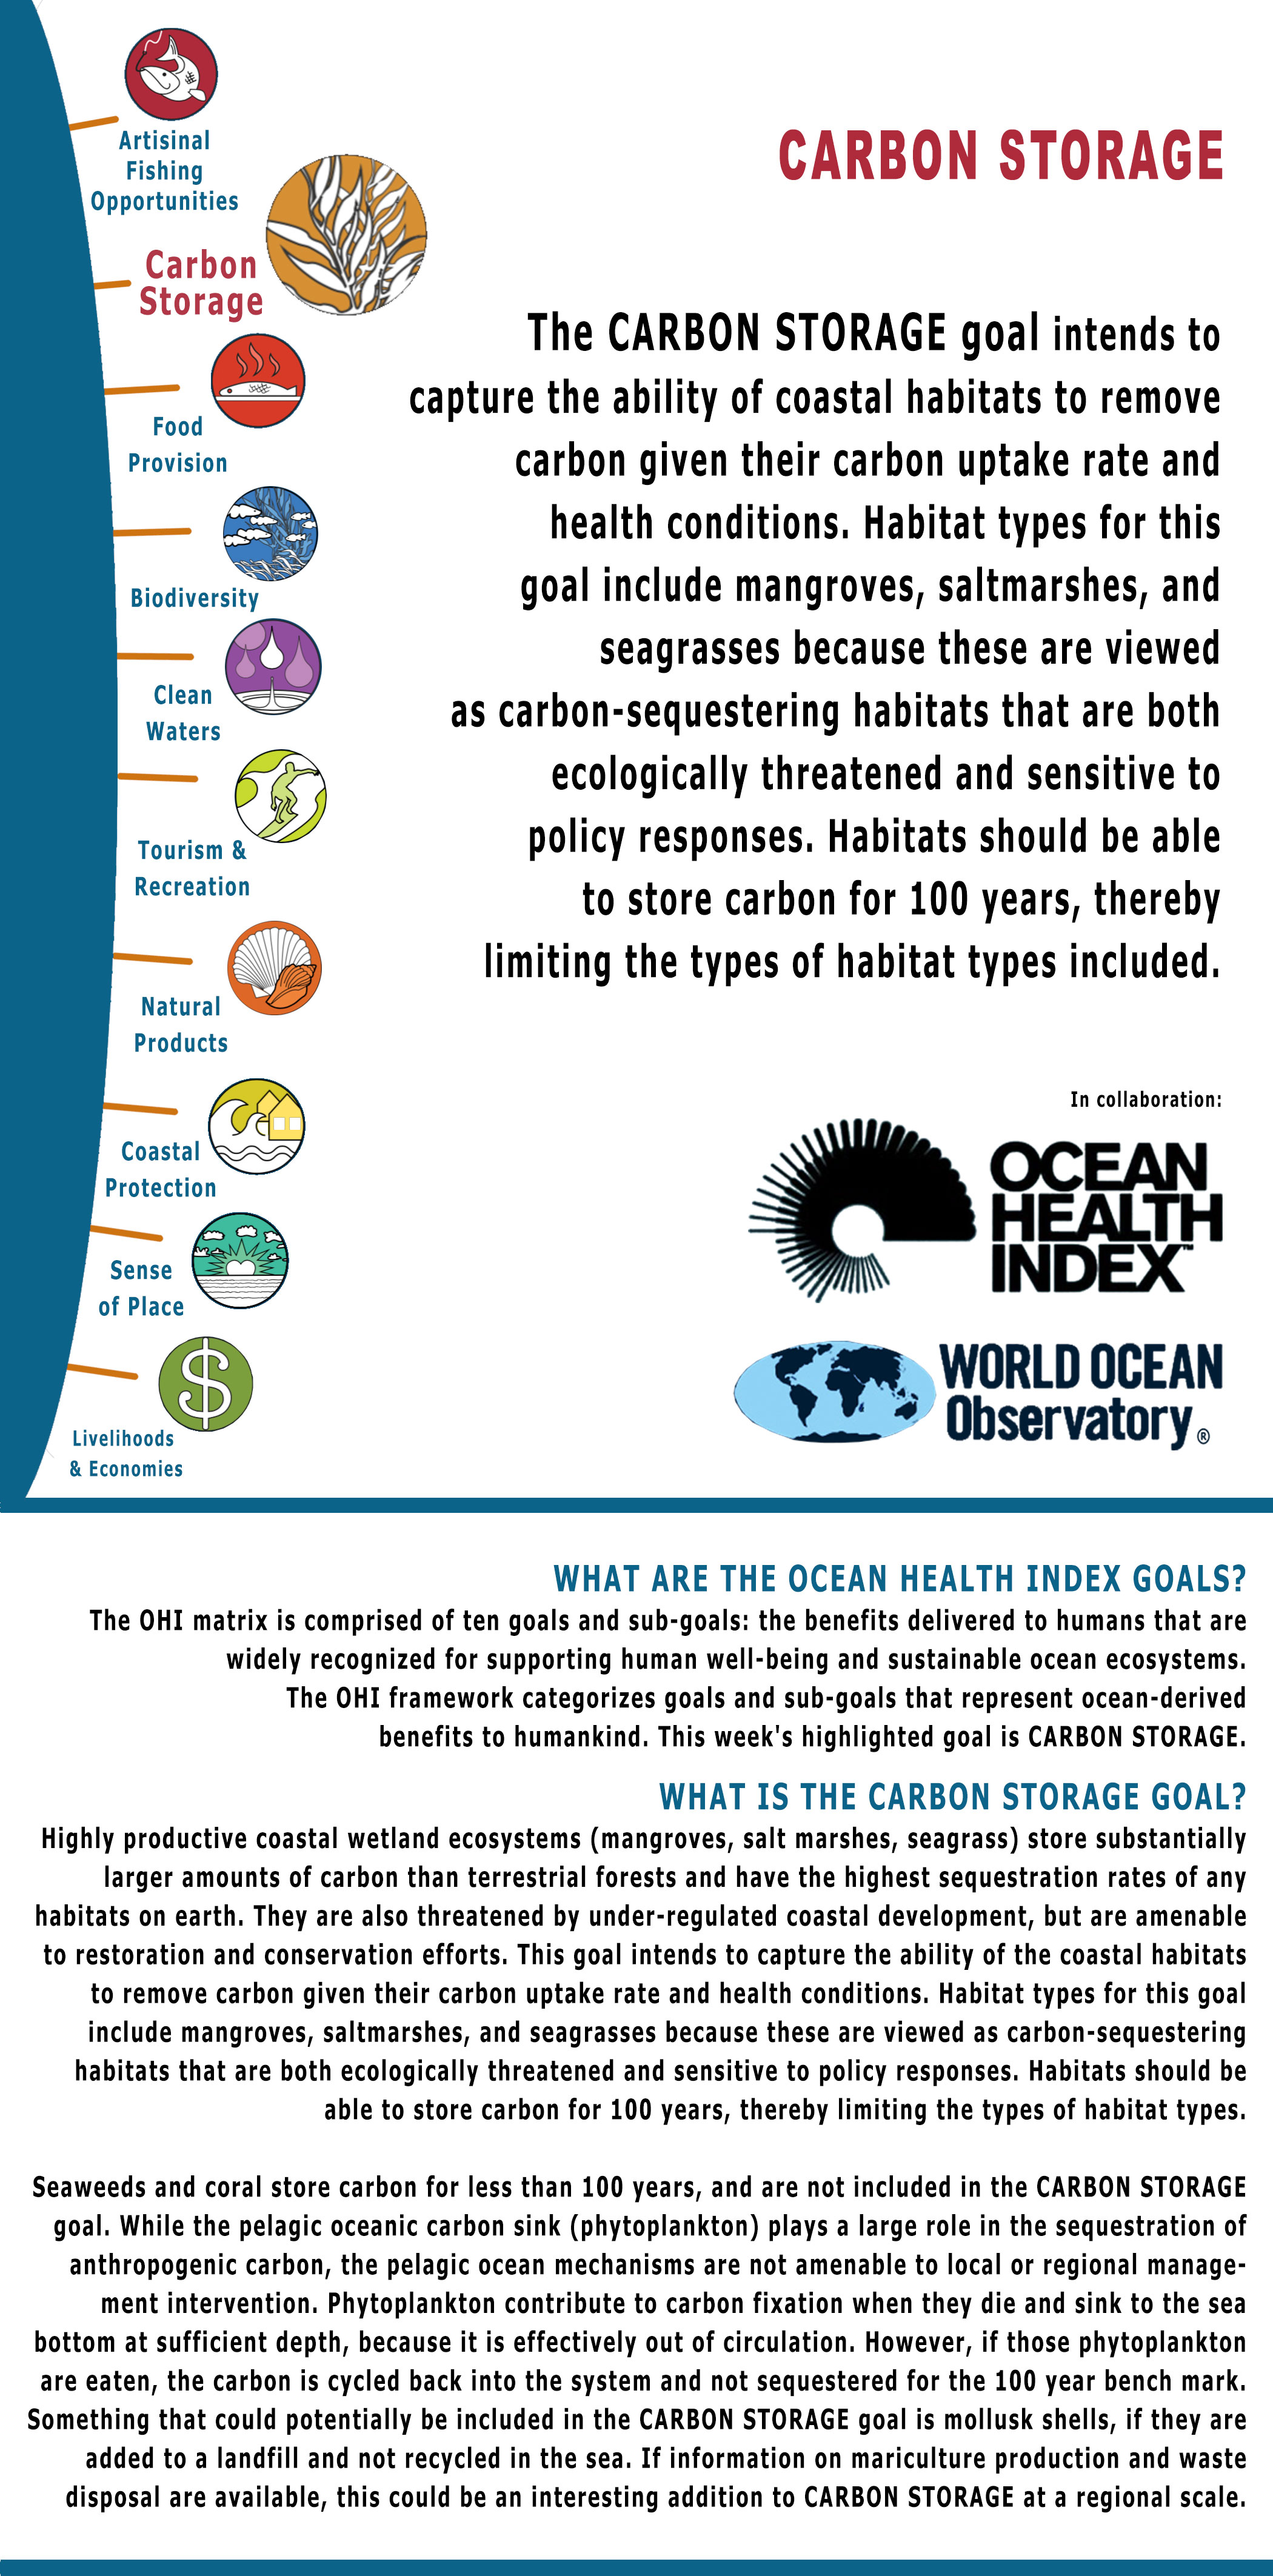 Artisinal
Fishing
Opportunities
Carbon
Storage
Food
Provision
Biodiversity
Clean
Waters
Tourism &
Recreation
Natural
Products
Coastal
Protection
Sense
of Place
Livelihoods
& Economies
CARBON STORAGE
The CARBON STORAGE goal intends to
capture the ability of coastal habitats to remove
carbon given their carbon uptake rate and
health conditions. Habitat types for this
goal include mangroves, saltmarshes, and
seagrasses because these are viewed
as carbon-sequestering habitats that are both
ecologically threatened and sensitive to
policy responses. Habitats should be able
to store carbon for 100 years, thereby
limiting the types of habitat types included.
In collaboration:
OCEAN
HEALTH
INDEX™
WORLD OCEAN
Observatory®
WHAT ARE THE OCEAN HEALTH INDEX GOALS?
The OHI matrix is comprised of ten goals and sub-goals: the benefits delivered to humans that are
widely recognized for supporting human well-being and sustainable ocean ecosystems.
The OHI framework categorizes goals and sub-goals that represent ocean-derived
benefits to humankind. This week's highlighted goal is CARBON STORAGE.
WHAT IS THE CARBON STORAGE GOAL?
Highly productive coastal wetland ecosystems (mangroves, salt marshes, seagrass) store substantially
larger amounts of carbon than terrestrial forests and have the highest sequestration rates of any
habitats on earth. They are also threatened by under-regulated coastal development, but are amenable
to restoration and conservation efforts. This goal intends to capture the ability of the coastal habitats
to remove carbon given their carbon uptake rate and health conditions. Habitat types for this goal
include mangroves, saltmarshes, and seagrasses because these are viewed as carbon-sequestering
habitats that are both ecologically threatened and sensitive to policy responses. Habitats should be
able to store carbon for 100 years, thereby limiting the types of habitat types.
Seaweeds and coral store carbon for less than 100 years, and are not included in the CARBON STORAGE
goal. While the pelagic oceanic carbon sink (phytoplankton) plays a large role in the sequestration of
anthropogenic carbon, the pelagic ocean mechanisms are not amenable to local or regional manage-
ment intervention. Phytoplankton contribute to carbon fixation when they die and sink to the sea
bottom at sufficient depth, because it is effectively out of circulation. However, if those phytoplankton
are eaten, the carbon is cycled back into the system and not sequestered for the 100 year bench mark.
Something that could potentially be included in the CARBON STORAGE goal is mollusk shells, if they are
added to a landfill and not recycled in the sea. If information on mariculture production and waste
disposal are available, this could be an interesting addition to CARBON STORAGE at a regional scale.